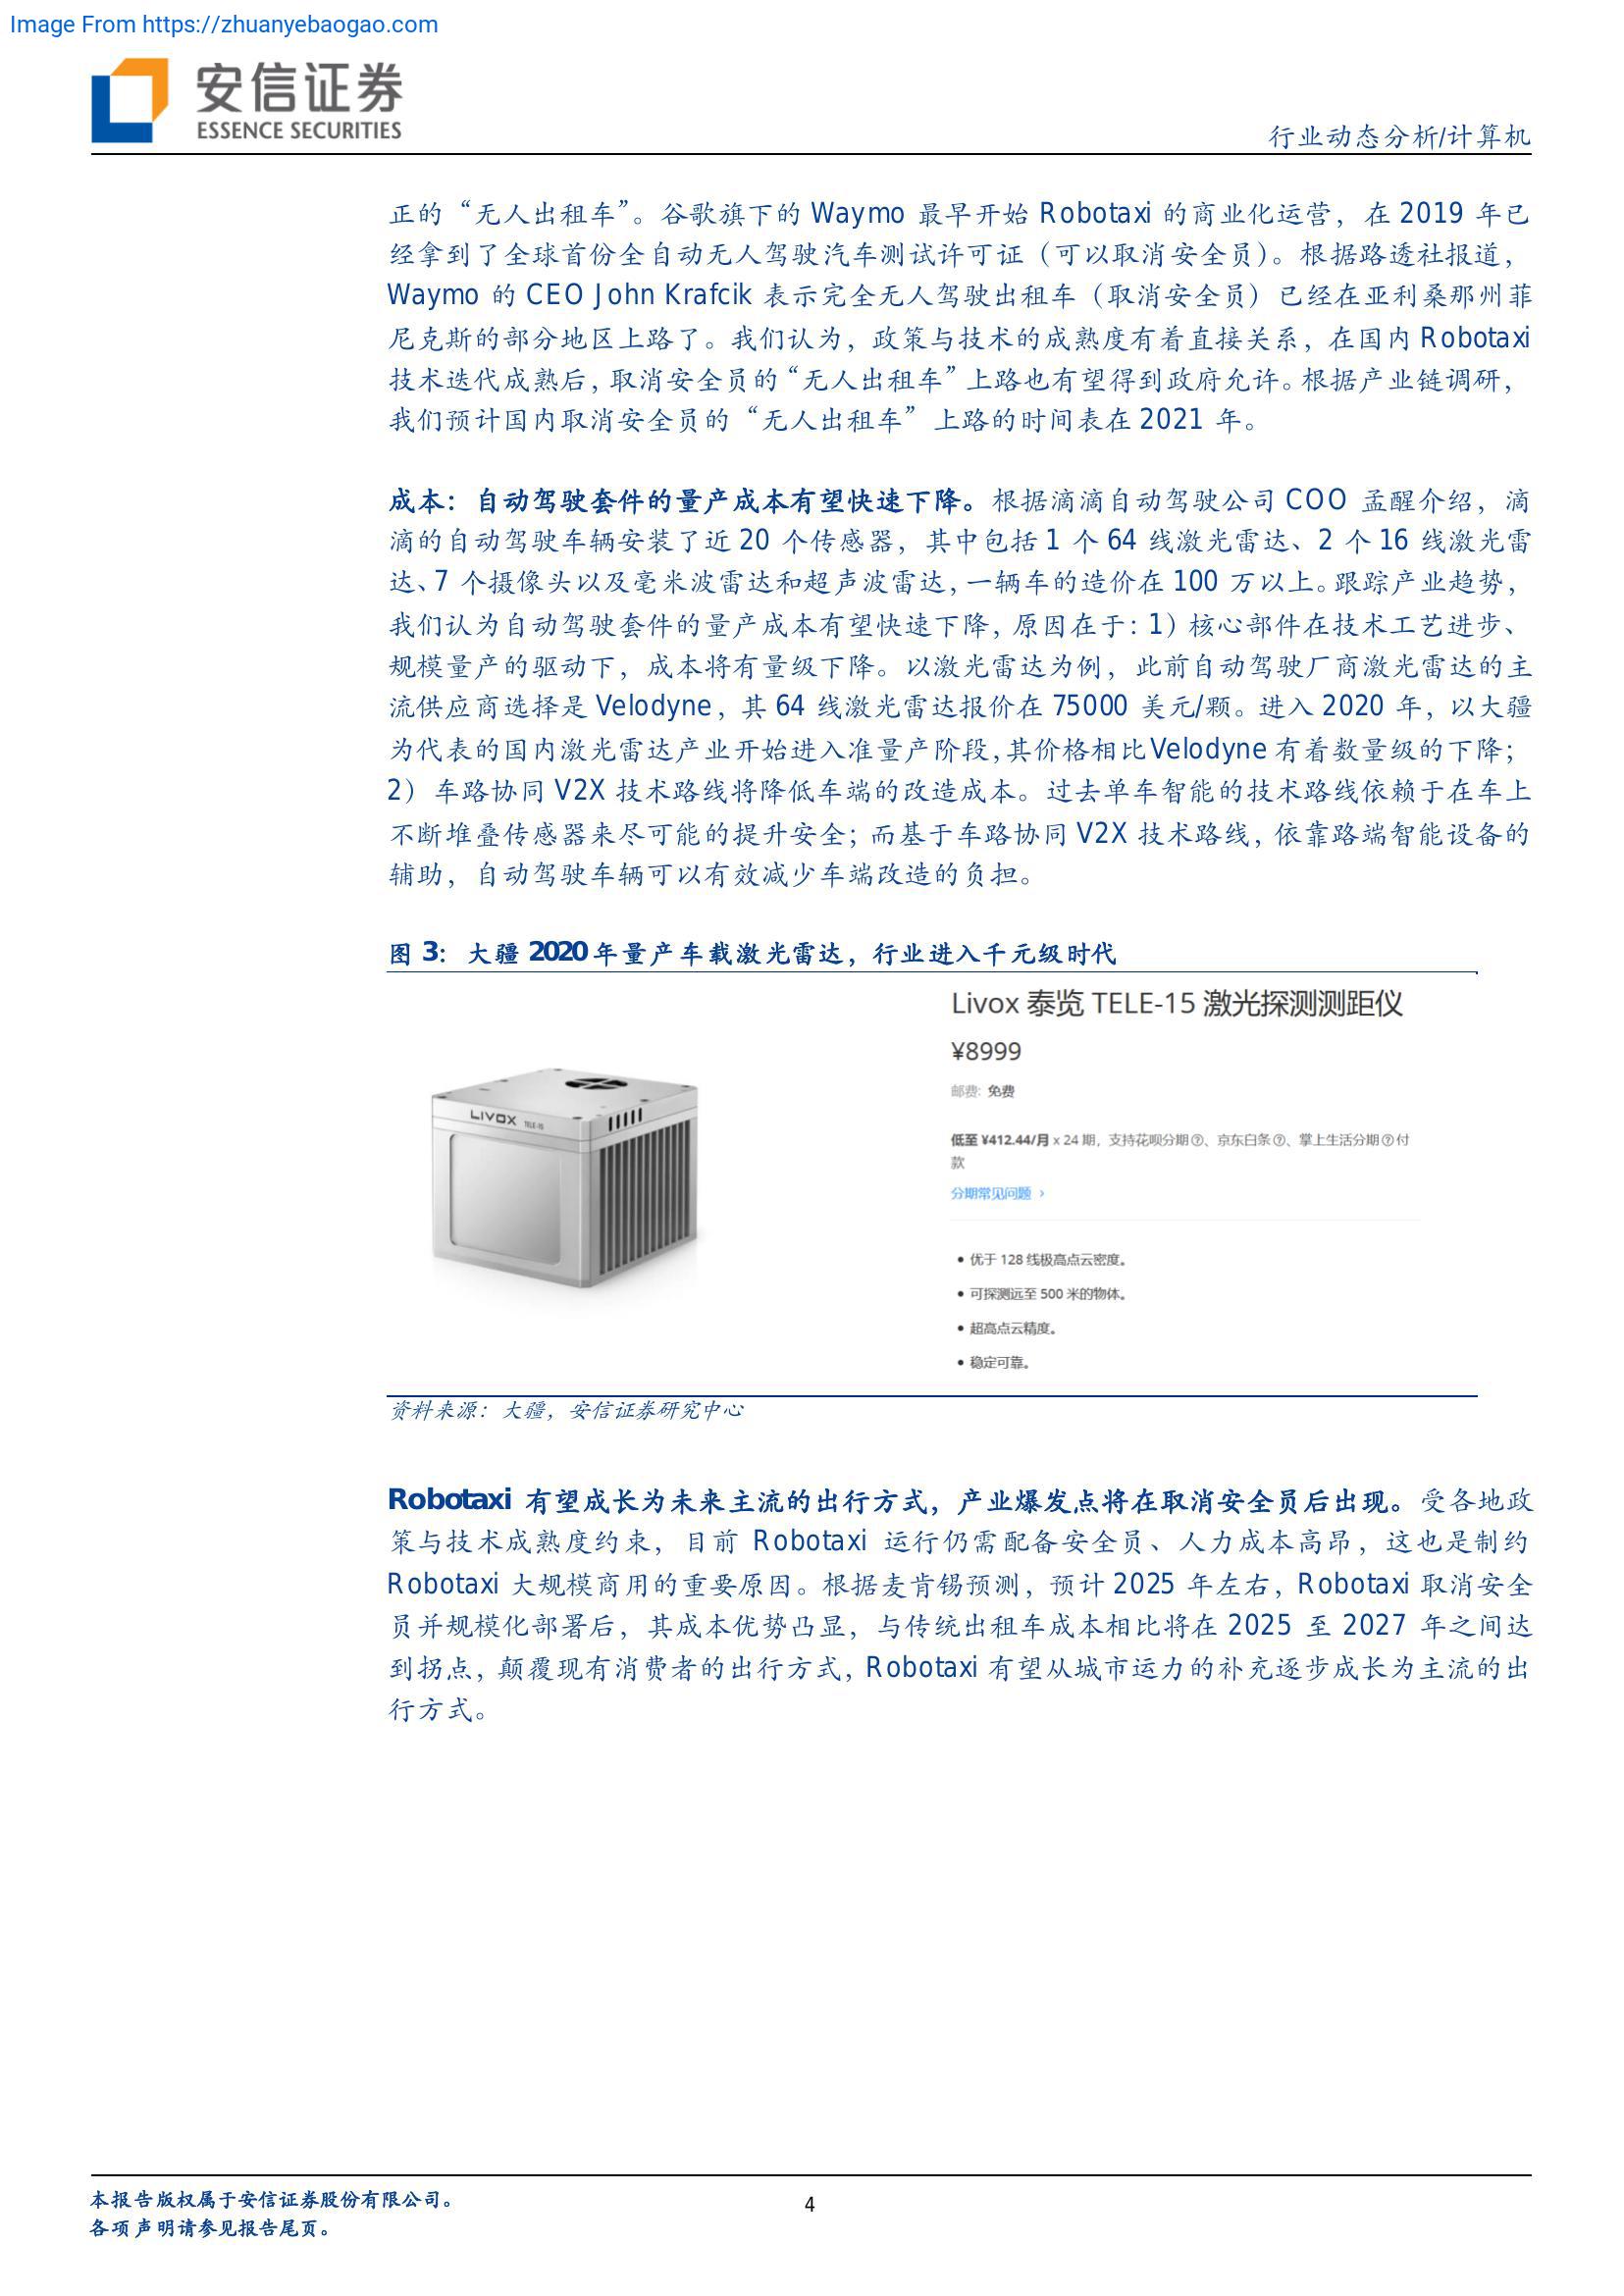 Image From https://zhuanyebaogao.com
安信证券
ESSENCE SECURITIES
行业动态分析/计算机
正的“无人出租车”。谷歌旗下的 Waymo 最早开始 Robotaxi 的商业化运营，在 2019 年已
经拿到了全球首份全自动无人驾驶汽车测试许可证（可以取消安全员）。根据路透社报道，
Waymo 的 CEO John Krafcik 表示完全无人驾驶出租车（取消安全员）已经在亚利桑那州菲
尼克斯的部分地区上路了。我们认为，政策与技术的成熟度有着直接关系，在国内 Robotaxi
技术迭代成熟后，取消安全员的“无人出租车”上路也有望得到政府允许。根据产业链调研，
我们预计国内取消安全员的“无人出租车”上路的时间表在 2021 年。
成本：自动驾驶套件的量产成本有望快速下降。根据滴滴自动驾驶公司 COO 孟醒介绍，滴
滴的自动驾驶车辆安装了近 20 个传感器，其中包括 1 个 64 线激光雷达、2 个 16 线激光雷
达、7 个摄像头以及毫米波雷达和超声波雷达，一辆车的造价在 100 万以上。跟踪产业趋势，
我们认为自动驾驶套件的量产成本有望快速下降，原因在于：1）核心部件在技术工艺进步、
规模量产的驱动下，成本将有量级下降。以激光雷达为例，此前自动驾驶厂商激光雷达的主
流供应商选择是 Velodyne，其 64 线激光雷达报价在 75000 美元/颗。进入 2020 年，以大疆
为代表的国内激光雷达产业开始进入准量产阶段，其价格相比 Velodyne 有着数量级的下降；
2） 车路协同 V2X 技术路线将降低车端的改造成本。过去单车智能的技术路线依赖于在车上
不断堆叠传感器来尽可能的提升安全；而基于车路协同 V2X 技术路线，依靠路端智能设备的
辅助，自动驾驶车辆可以有效减少车端改造的负担。
图 3：大疆 2020 年量产车载激光雷达，行业进入千元级时代
Livox 泰览 TELE-15 激光探测测距仪
¥8999
邮费: 免费
低至 ¥412.44/月 x 24 期，支持花呗分期?、京东白条?、掌上生活分期?付
款
分期常见问题 ›
LIVOX TELE-15
• 优于 128 线极高点云密度。
• 可探测远至 500 米的物体。
• 超高点云精度。
• 稳定可靠。
资料来源：大疆，安信证券研究中心
Robotaxi 有望成长为未来主流的出行方式，产业爆发点将在取消安全员后出现。受各地政
策与技术成熟度约束，目前 Robotaxi 运行仍需配备安全员、人力成本高昂，这也是制约
Robotaxi 大规模商用的重要原因。根据麦肯锡预测，预计 2025 年左右，Robotaxi 取消安全
员并规模化部署后，其成本优势凸显，与传统出租车成本相比将在 2025 至 2027 年之间达
到拐点，颠覆现有消费者的出行方式，Robotaxi 有望从城市运力的补充逐步成长为主流的出
行方式。
本报告版权属于安信证券股份有限公司。
各项声明请参见报告尾页。
4